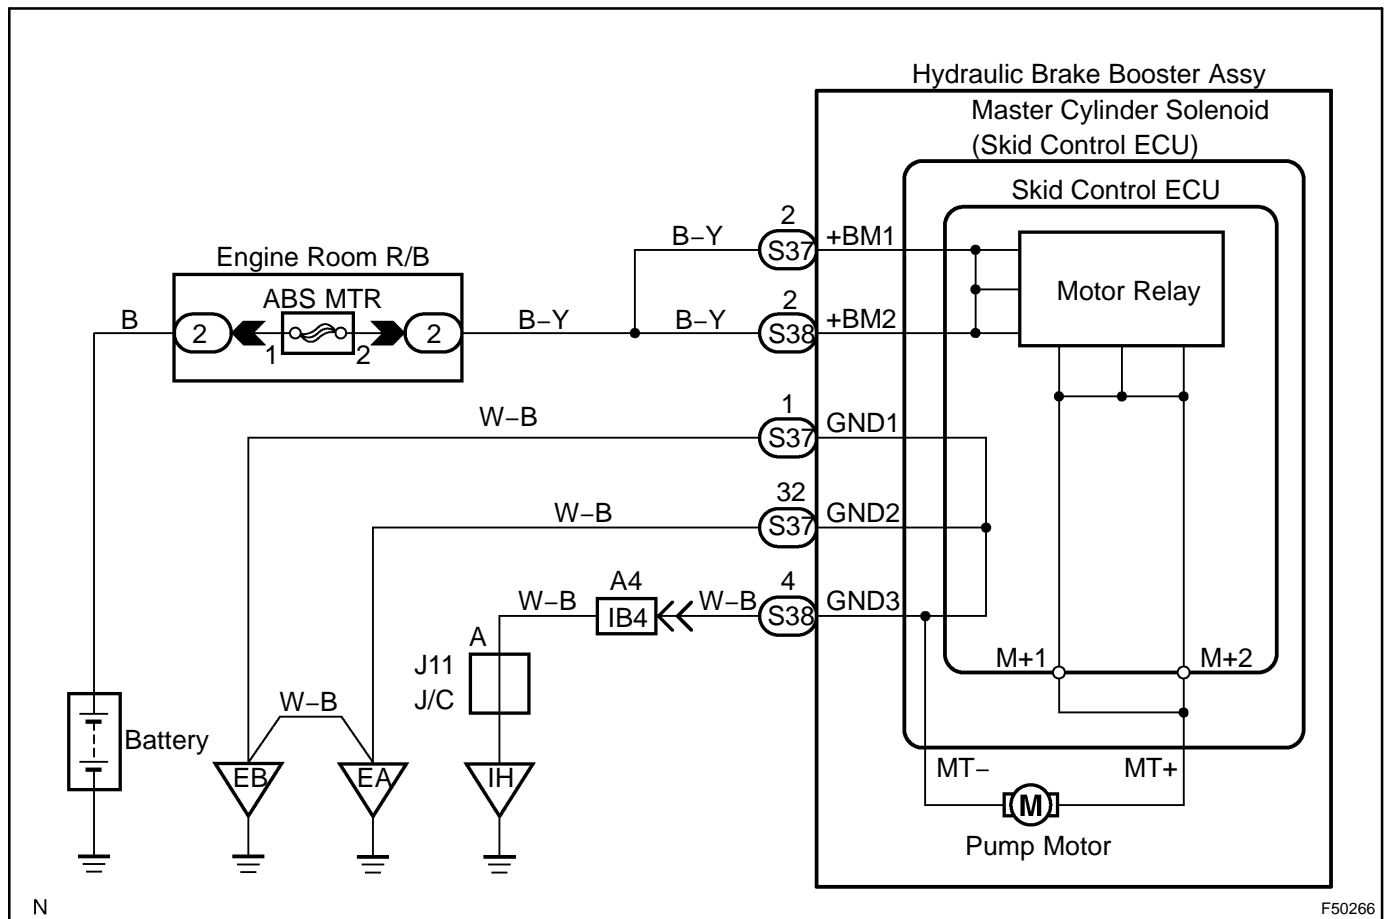 Hydraulic Brake Booster Assy
Master Cylinder Solenoid
(Skid Control ECU)
Skid Control ECU
2
B–Y
S37
+BM1
Engine Room R/B
ABS MTR
Motor Relay
B
2
1
2
2
B–Y
B–Y
2
S38
+BM2
W–B
1
S37
GND1
W–B
32
S37
GND2
W–B
A4
IB4
W–B
4
S38
GND3
A
J11
J/C
M+1
M+2
W–B
Battery
EB
EA
IH
MT–
MT+
M
Pump Motor
N
F50266